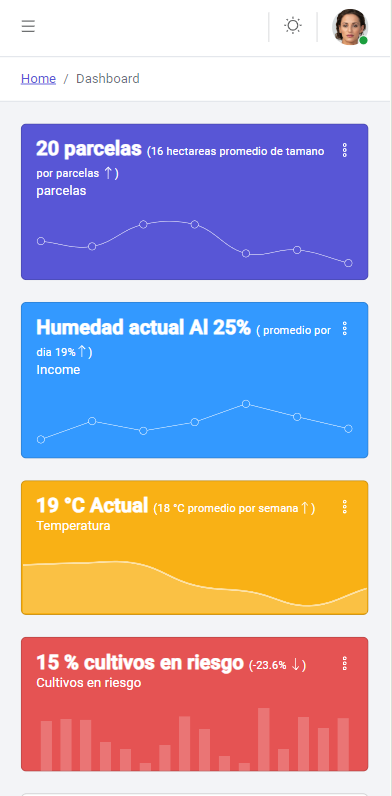 Home / Dashboard
20 parcelas (16 hectareas promedio de tamano
por parcelas ↑)
parcelas
Humedad actual Al 25% ( promedio por
dia 19%↑)
Income
19 °C Actual (18 °C promedio por semana↑)
Temperatura
15 % cultivos en riesgo (-23.6% ↓)
Cultivos en riesgo